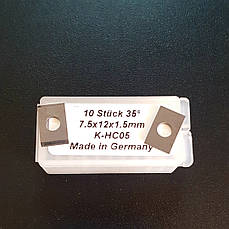 10 Stück 35°
7.5x12x1.5mm
K-HC05
Made in Germany